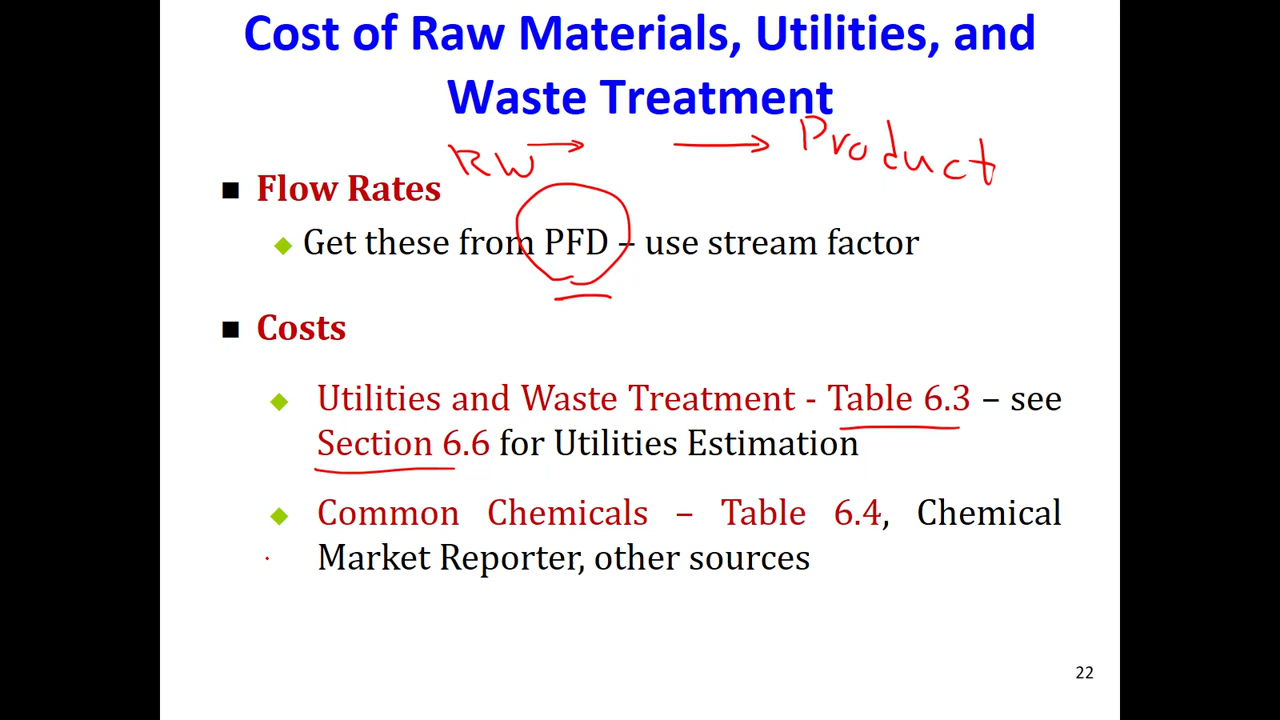 Cost of Raw Materials, Utilities, and
Waste Treatment
RW → → Product
■ Flow Rates
◆ Get these from PFD – use stream factor
■ Costs
◆ Utilities and Waste Treatment - Table 6.3 – see
Section 6.6 for Utilities Estimation
◆ Common Chemicals – Table 6.4, Chemical
Market Reporter, other sources
22